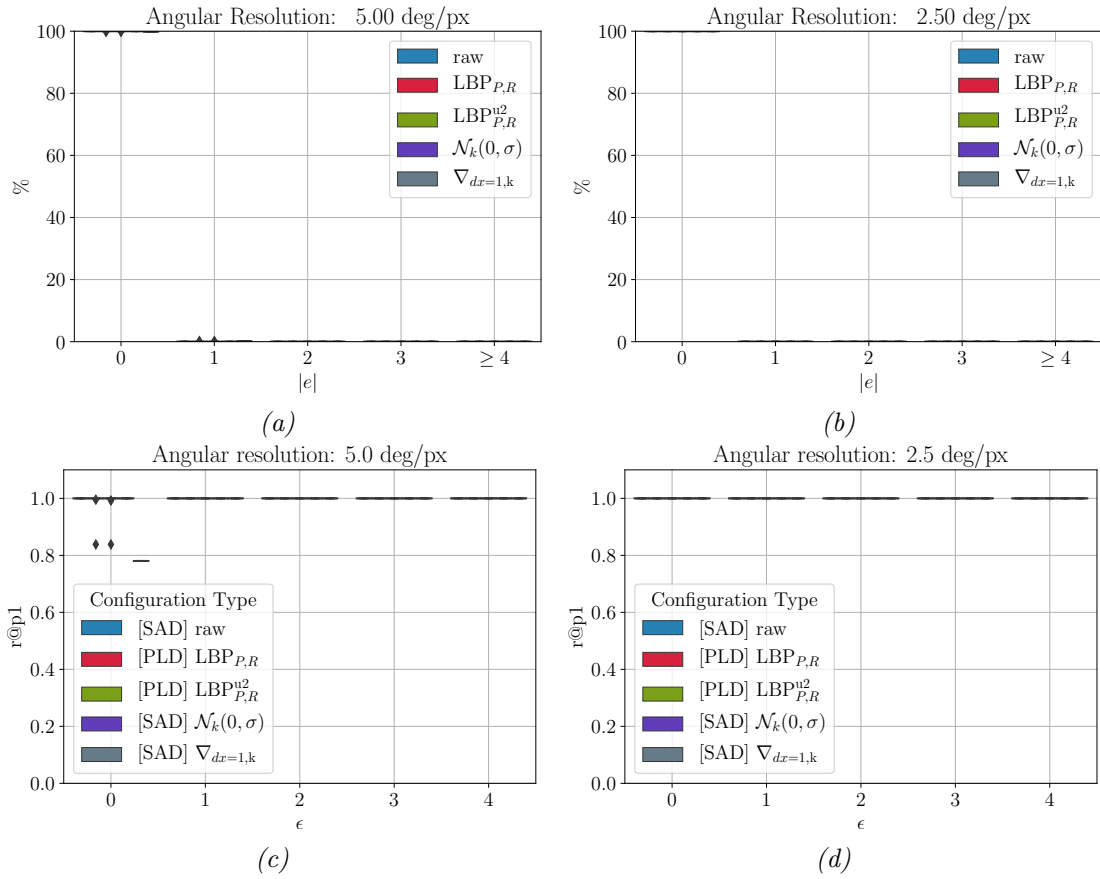 Angular Resolution: 5.00 deg/px
100
80
60
40
20
0
%
raw
LBP_{P,R}
LBP^{u2}_{P,R}
𝒩_k(0, σ)
∇_{dx=1,k}
0 1 2 3 ≥ 4
|e|
(a)
Angular Resolution: 2.50 deg/px
100
80
60
40
20
0
%
raw
LBP_{P,R}
LBP^{u2}_{P,R}
𝒩_k(0, σ)
∇_{dx=1,k}
0 1 2 3 ≥ 4
|e|
(b)
Angular resolution: 5.0 deg/px
1.0
0.8
0.6
0.4
0.2
0.0
r@p1
Configuration Type
[SAD] raw
[PLD] LBP_{P,R}
[PLD] LBP^{u2}_{P,R}
[SAD] 𝒩_k(0, σ)
[SAD] ∇_{dx=1,k}
0 1 2 3 4
ϵ
(c)
Angular resolution: 2.5 deg/px
1.0
0.8
0.6
0.4
0.2
0.0
r@p1
Configuration Type
[SAD] raw
[PLD] LBP_{P,R}
[PLD] LBP^{u2}_{P,R}
[SAD] 𝒩_k(0, σ)
[SAD] ∇_{dx=1,k}
0 1 2 3 4
ϵ
(d)